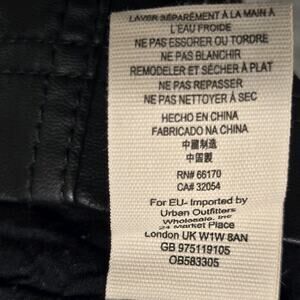 LAVER SÉPARÉMENT À LA MAIN À
L'EAU FROIDE
NE PAS ESSORER OU TORDRE
NE PAS BLANCHIR
REMODELER ET SÉCHER À PLAT
NE PAS REPASSER
NE PAS NETTOYER À SEC
HECHO EN CHINA
FABRICADO NA CHINA
中國制造
中国製
RN# 66170
CA# 32054
For EU- Imported by
Urban Outfitters
Wholesale, Inc
24 Market Place
London UK W1W 8AN
GB 975119105
OB583305